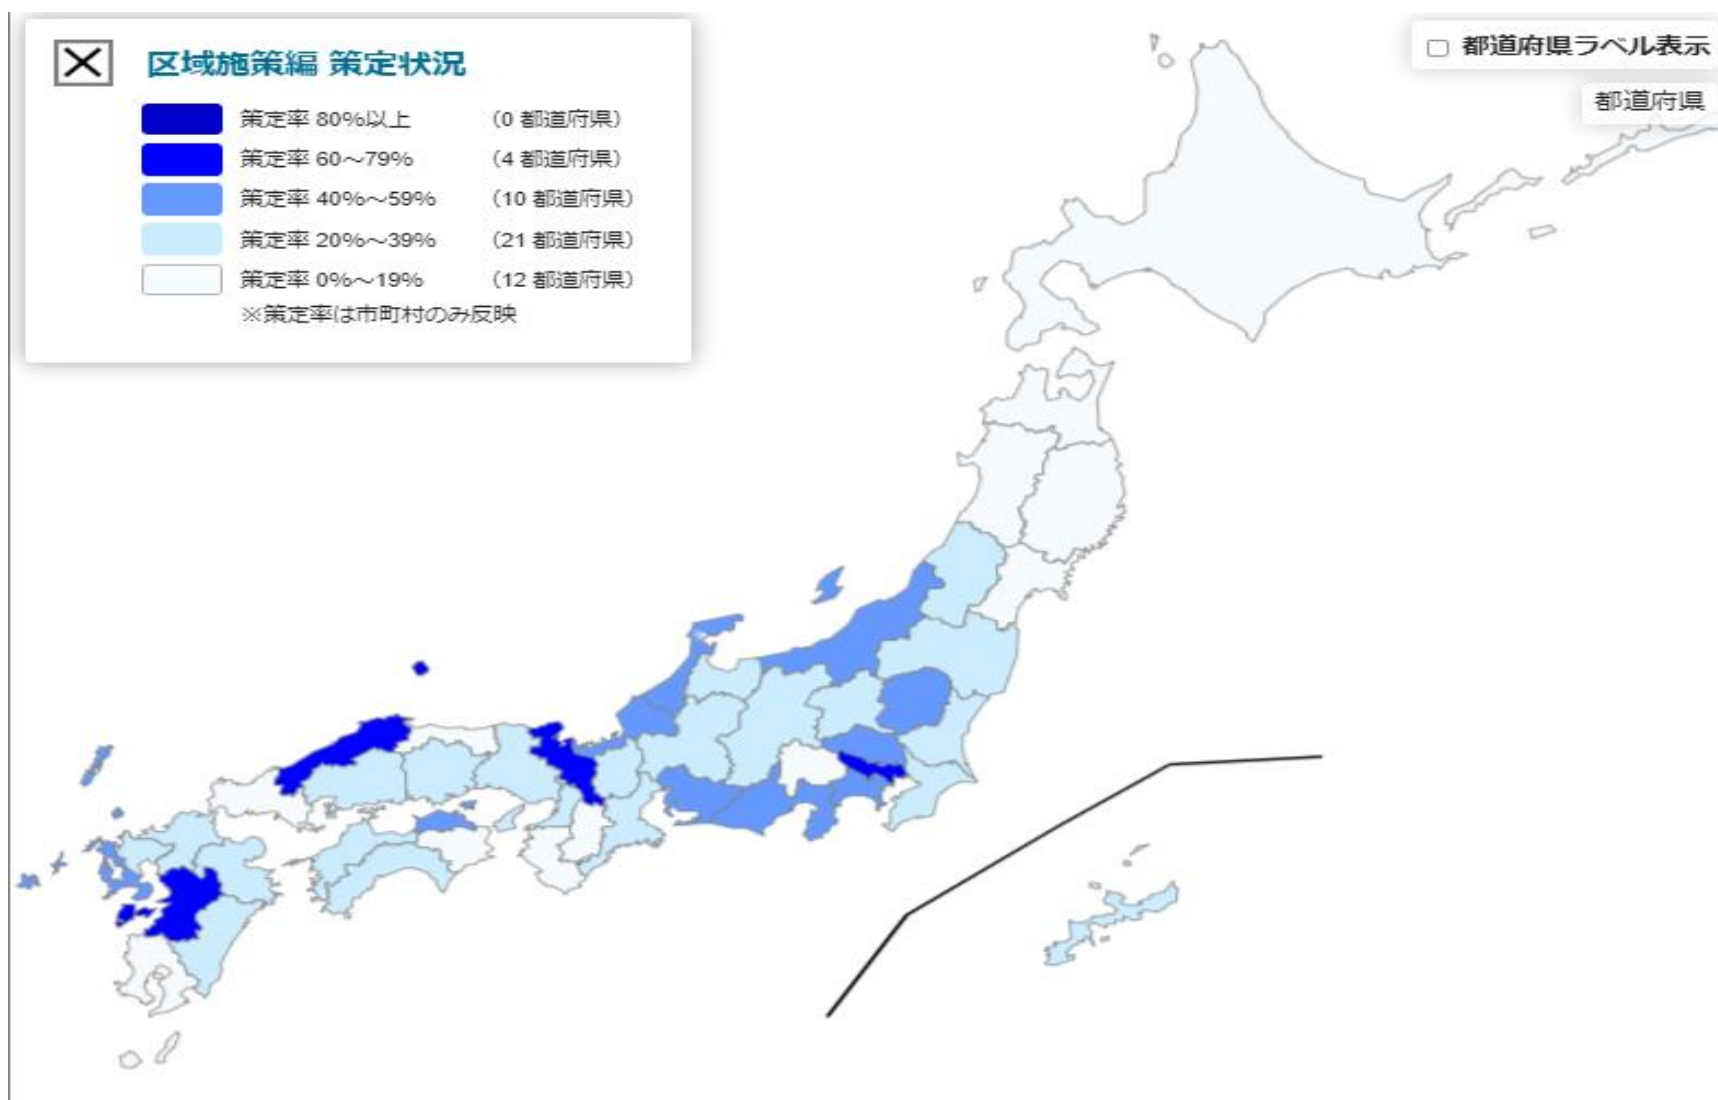 区域施策編 策定状況
策定率 80%以上 （0 都道府県）
策定率 60～79% （4 都道府県）
策定率 40%～59% （10 都道府県）
策定率 20%～39% （21 都道府県）
策定率 0%～19% （12 都道府県）
※策定率は市町村のみ反映
都道府県ラベル表示
都道府県